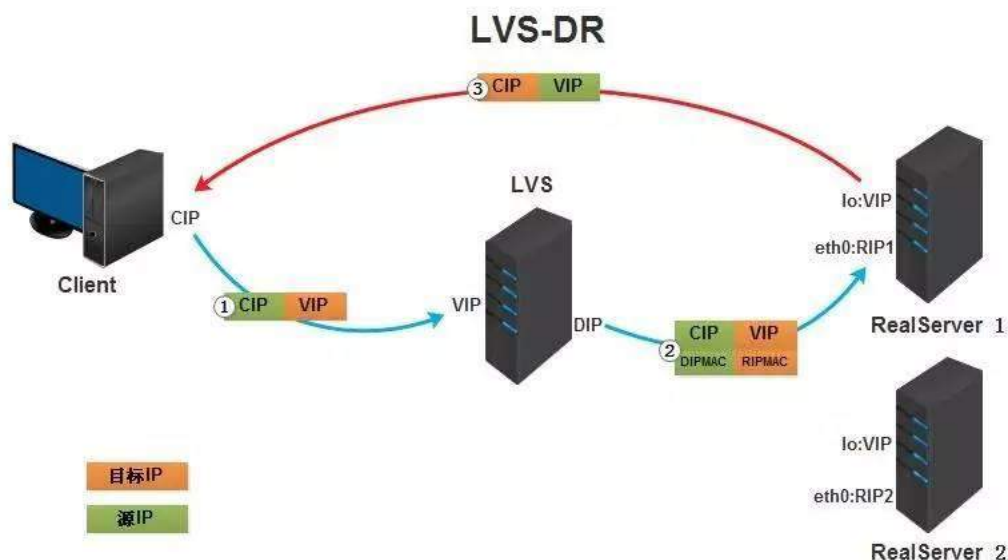 LVS-DR
③ CIP VIP
LVS
lo:VIP
CIP
eth0:RIP1
Client
① CIP VIP
VIP
DIP
RealServer 1
② CIP VIP
DIPMAC RIPMAC
lo:VIP
目标IP
eth0:RIP2
源IP
RealServer 2